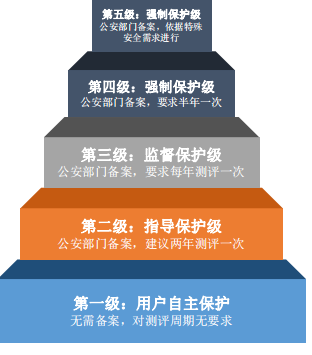 第五级：强制保护级
公安部门备案，依据特殊
安全需求进行
第四级：强制保护级
公安部门备案，要求半年一次
第三级：监督保护级
公安部门备案，要求每年测评一次
第二级：指导保护级
公安部门备案，建议两年测评一次
第一级：用户自主保护
无需备案，对测评周期无要求